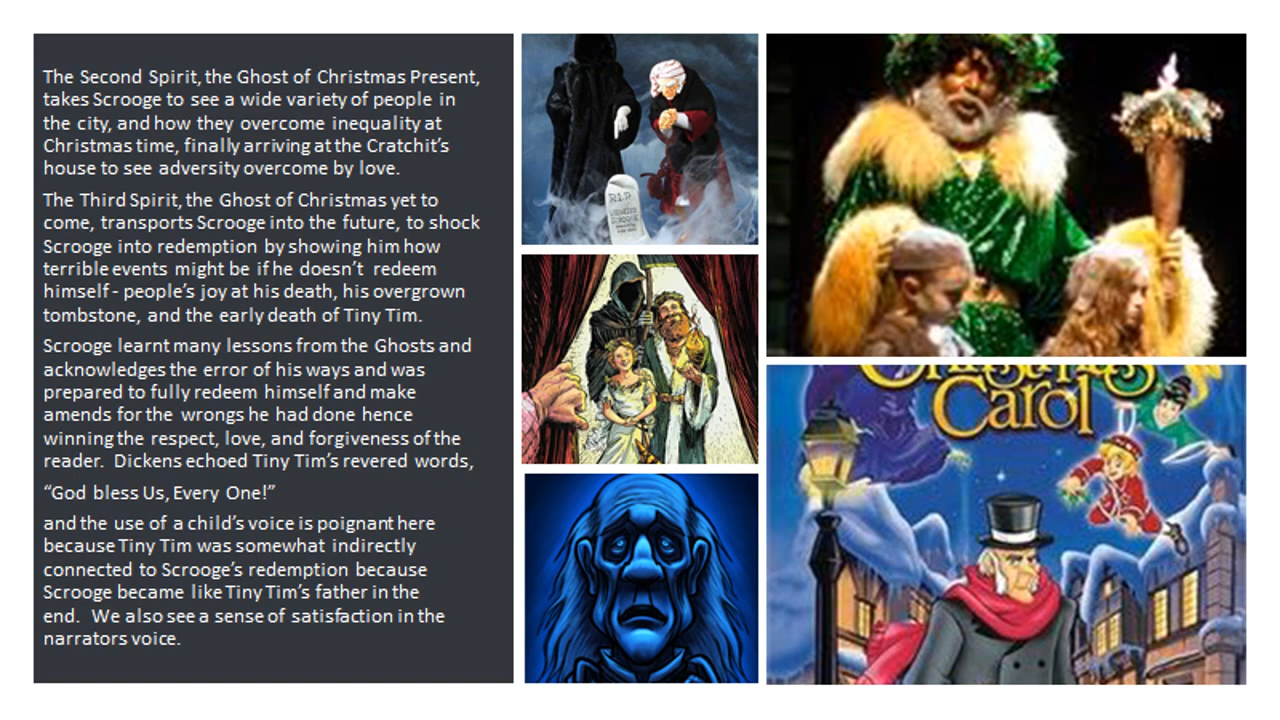 The Second Spirit, the Ghost of Christmas Present,
takes Scrooge to see a wide variety of people in
the city, and how they overcome inequality at
Christmas time, finally arriving at the Cratchit's
house to see adversity overcome by love.
The Third Spirit, the Ghost of Christmas yet to
come, transports Scrooge into the future, to shock
Scrooge into redemption by showing him how
terrible events might be if he doesn't redeem
himself - people's joy at his death, his overgrown
tombstone, and the early death of Tiny Tim.
Scrooge learnt many lessons from the Ghosts and
acknowledges the error of his ways and was
prepared to fully redeem himself and make
amends for the wrongs he had done hence
winning the respect, love, and forgiveness of the
reader. Dickens echoed Tiny Tim's revered words,
“God bless Us, Every One!”
and the use of a child's voice is poignant here
because Tiny Tim was somewhat indirectly
connected to Scrooge's redemption because
Scrooge became like Tiny Tim's father in the
end. We also see a sense of satisfaction in the
narrators voice.
R.I.P
EBENEZER
SCROOGE
Christmas
Carol